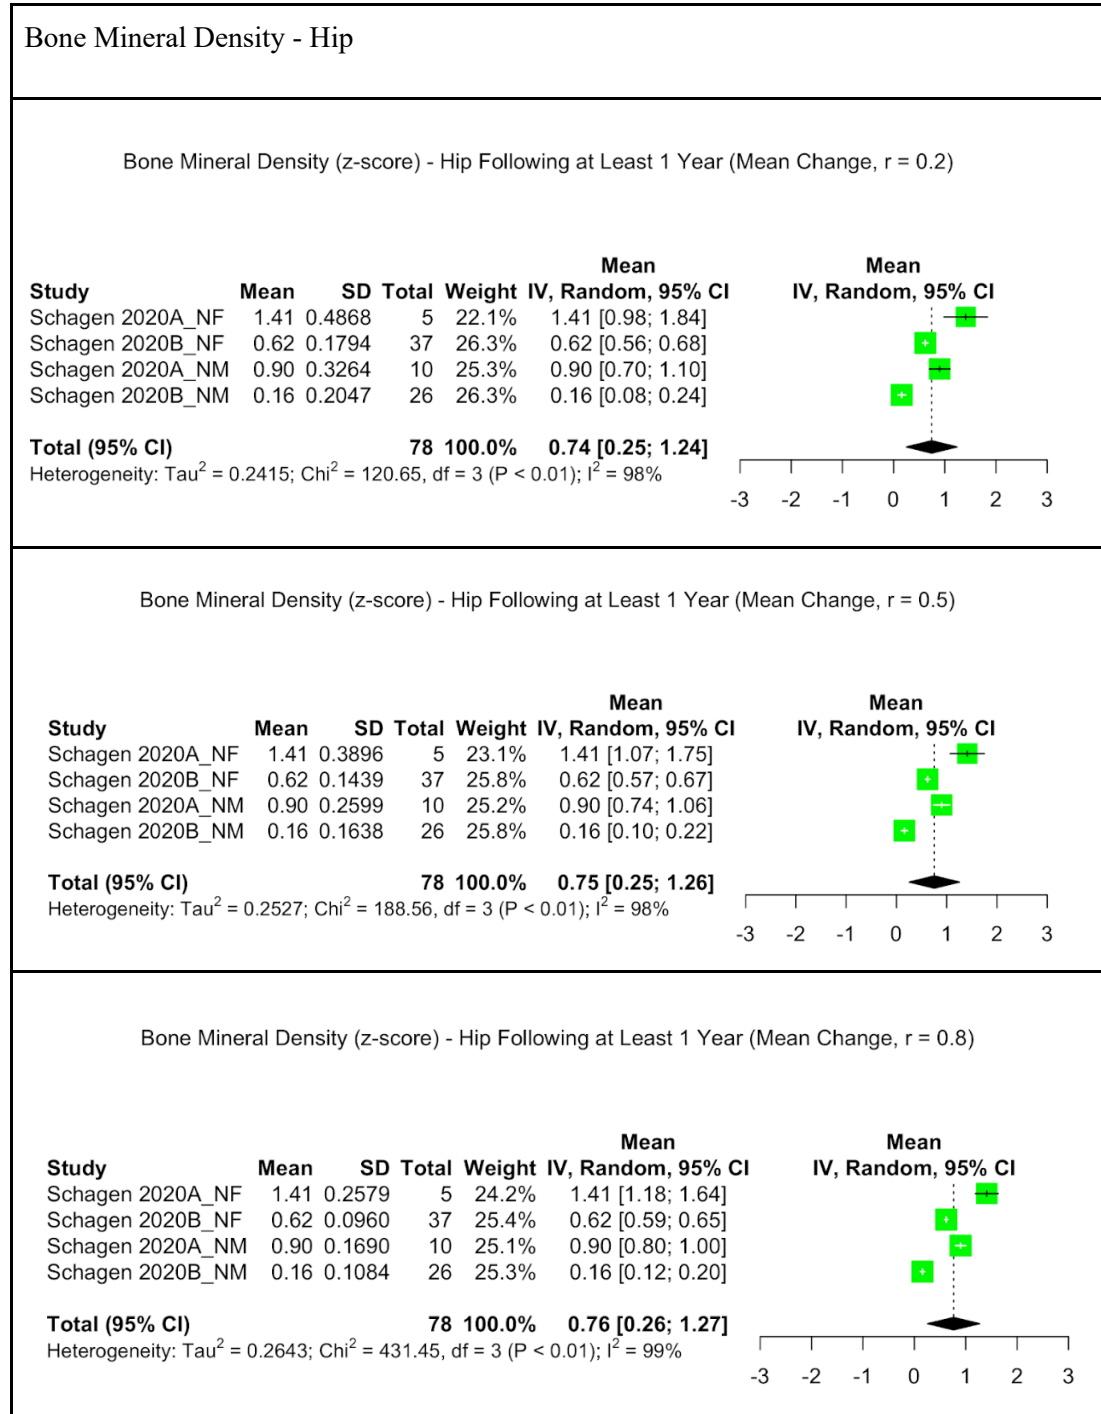 Bone Mineral Density - Hip
Bone Mineral Density (z-score) - Hip Following at Least 1 Year (Mean Change, r = 0.2)
Mean Mean
Study Mean SD Total Weight IV, Random, 95% CI IV, Random, 95% CI
Schagen 2020A_NF 1.41 0.4868 5 22.1% 1.41 [0.98; 1.84]
Schagen 2020B_NF 0.62 0.1794 37 26.3% 0.62 [0.56; 0.68]
Schagen 2020A_NM 0.90 0.3264 10 25.3% 0.90 [0.70; 1.10]
Schagen 2020B_NM 0.16 0.2047 26 26.3% 0.16 [0.08; 0.24]
Total (95% CI) 78 100.0% 0.74 [0.25; 1.24]
Heterogeneity: Tau² = 0.2415; Chi² = 120.65, df = 3 (P < 0.01); I² = 98%
-3 -2 -1 0 1 2 3
Bone Mineral Density (z-score) - Hip Following at Least 1 Year (Mean Change, r = 0.5)
Mean Mean
Study Mean SD Total Weight IV, Random, 95% CI IV, Random, 95% CI
Schagen 2020A_NF 1.41 0.3896 5 23.1% 1.41 [1.07; 1.75]
Schagen 2020B_NF 0.62 0.1439 37 25.8% 0.62 [0.57; 0.67]
Schagen 2020A_NM 0.90 0.2599 10 25.2% 0.90 [0.74; 1.06]
Schagen 2020B_NM 0.16 0.1638 26 25.8% 0.16 [0.10; 0.22]
Total (95% CI) 78 100.0% 0.75 [0.25; 1.26]
Heterogeneity: Tau² = 0.2527; Chi² = 188.56, df = 3 (P < 0.01); I² = 98%
-3 -2 -1 0 1 2 3
Bone Mineral Density (z-score) - Hip Following at Least 1 Year (Mean Change, r = 0.8)
Mean Mean
Study Mean SD Total Weight IV, Random, 95% CI IV, Random, 95% CI
Schagen 2020A_NF 1.41 0.2579 5 24.2% 1.41 [1.18; 1.64]
Schagen 2020B_NF 0.62 0.0960 37 25.4% 0.62 [0.59; 0.65]
Schagen 2020A_NM 0.90 0.1690 10 25.1% 0.90 [0.80; 1.00]
Schagen 2020B_NM 0.16 0.1084 26 25.3% 0.16 [0.12; 0.20]
Total (95% CI) 78 100.0% 0.76 [0.26; 1.27]
Heterogeneity: Tau² = 0.2643; Chi² = 431.45, df = 3 (P < 0.01); I² = 99%
-3 -2 -1 0 1 2 3